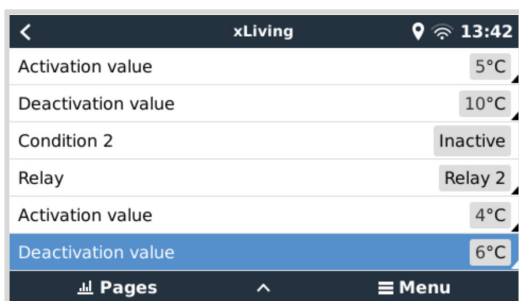 xLiving 13:42
Activation value 5°C
Deactivation value 10°C
Condition 2 Inactive
Relay Relay 2
Activation value 4°C
Deactivation value 6°C
Pages Menu